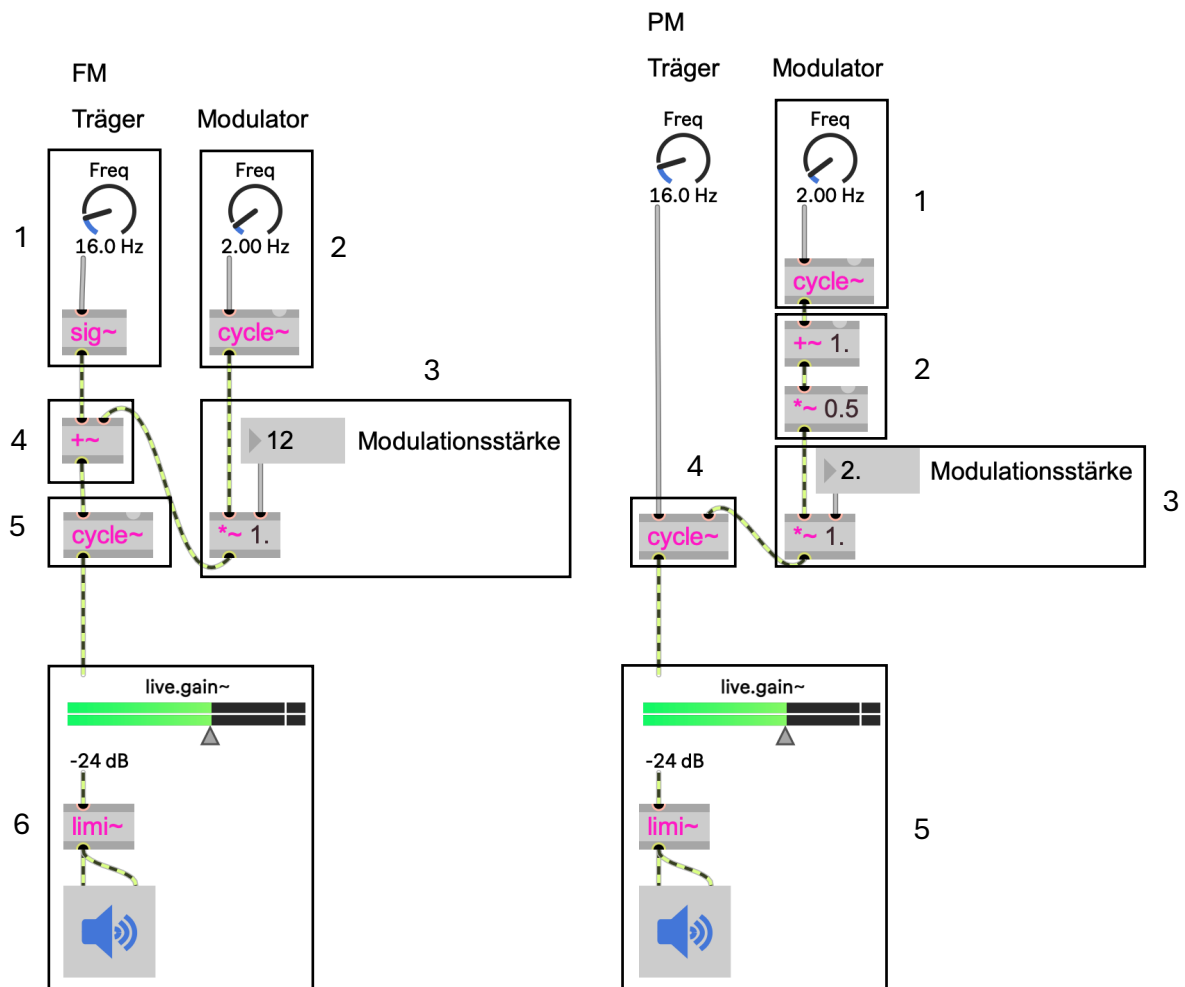 FM
Träger
Modulator
Freq
16.0 Hz
Freq
2.00 Hz
1
2
sig~
cycle~
3
4
+~
12
Modulationsstärke
5
cycle~
*~ 1.
live.gain~
-24 dB
6
limi~
PM
Träger
Modulator
Freq
16.0 Hz
Freq
2.00 Hz
1
cycle~
+~ 1.
2
*~ 0.5
4
2.
Modulationsstärke
3
cycle~
*~ 1.
live.gain~
-24 dB
limi~
5